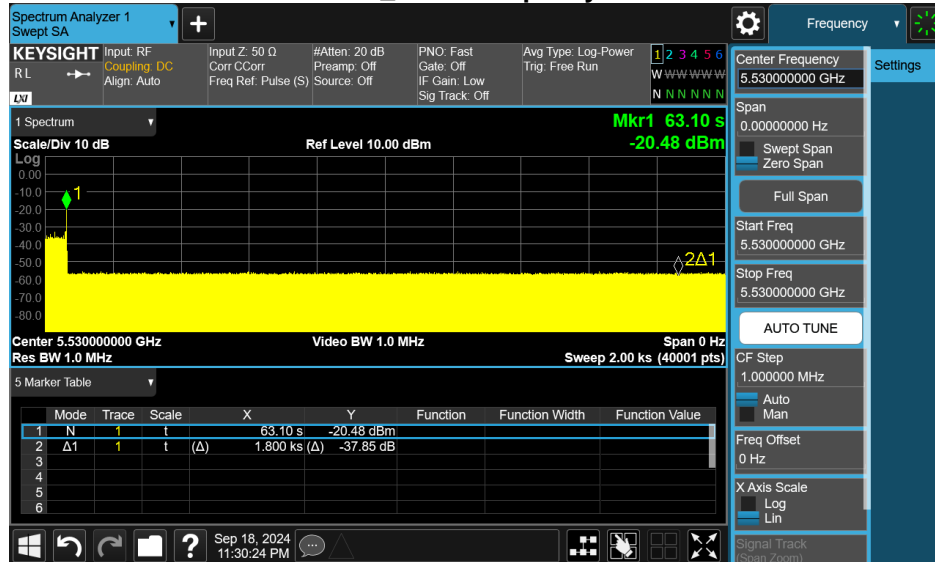 Spectrum Analyzer 1
Swept SA
+
Frequency
KEYSIGHT Input: RF Input Z: 50 Ω #Atten: 20 dB PNO: Fast Avg Type: Log-Power 1 2 3 4 5 6
RL Coupling: DC Corr CCorr Preamp: Off Gate: Off Trig: Free Run W W W W W W
Align: Auto Freq Ref: Pulse (S) Source: Off IF Gain: Low N N N N N N
LXI Sig Track: Off
1 Spectrum
Mkr1 63.10 s
Scale/Div 10 dB Ref Level 10.00 dBm -20.48 dBm
Log
0.00
-10.0
1
-20.0
-30.0
-40.0
-50.0
2Δ1
-60.0
-70.0
-80.0
Center 5.530000000 GHz Video BW 1.0 MHz Span 0 Hz
Res BW 1.0 MHz Sweep 2.00 ks (40001 pts)
5 Marker Table
Mode Trace Scale X Y Function Function Width Function Value
1 N 1 t 63.10 s -20.48 dBm
2 Δ1 1 t (Δ) 1.800 ks (Δ) -37.85 dB
3
4
5
6
?
Sep 18, 2024
11:30:24 PM
Center Frequency
5.530000000 GHz
Settings
Span
0.00000000 Hz
Swept Span
Zero Span
Full Span
Start Freq
5.530000000 GHz
Stop Freq
5.530000000 GHz
AUTO TUNE
CF Step
1.000000 MHz
Auto
Man
Freq Offset
0 Hz
X Axis Scale
Log
Lin
Signal Track
(Span Zoom)